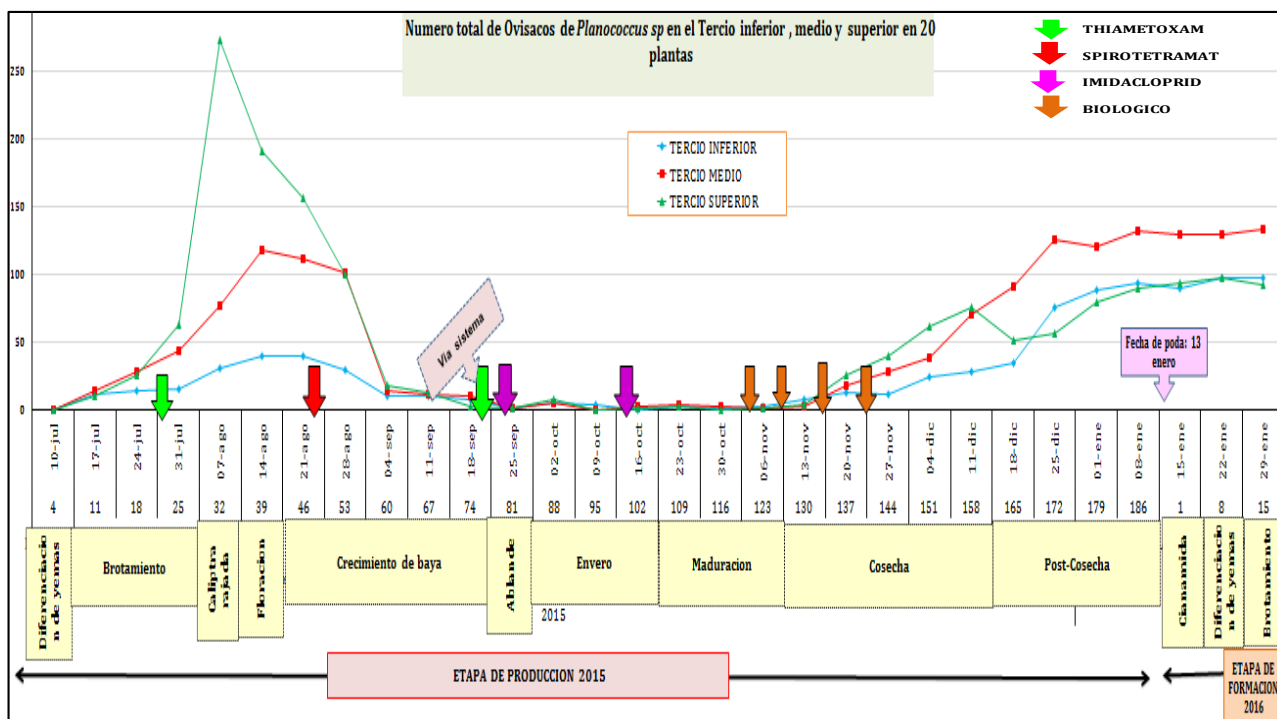 Numero total de Ovisacos de Planococcus sp en el Tercio inferior , medio y superior en 20
plantas
THIAMETOXAM
SPIROTETRAMAT
IMIDACLOPRID
BIOLOGICO
TERCIO INFERIOR
TERCIO MEDIO
TERCIO SUPERIOR
250
200
150
100
50
0
Via sistema
Fecha de poda: 13
enero
10-jul
17-jul
24-jul
31-jul
07-ago
14-ago
21-ago
28-ago
04-sep
11-sep
18-sep
25-sep
02-oct
09-oct
16-oct
23-oct
30-oct
06-nov
13-nov
20-nov
27-nov
04-dic
11-dic
18-dic
25-dic
01-ene
08-ene
15-ene
22-ene
29-ene
4 11 18 25 32 39 46 53 60 67 74 81 88 95 102 109 116 123 130 137 144 151 158 165 172 179 186 1 8 15
Diferenciacio
n de yemas
Brotamiento
Caliptra
rajada
Floracion
Crecimiento de baya
Ablande
Envero
Maduracion
Cosecha
Post-Cosecha
Cianamida
Diferenciacio
n de yemas
Brotamiento
2015
ETAPA DE PRODUCCION 2015
ETAPA DE
FORMACION
2016